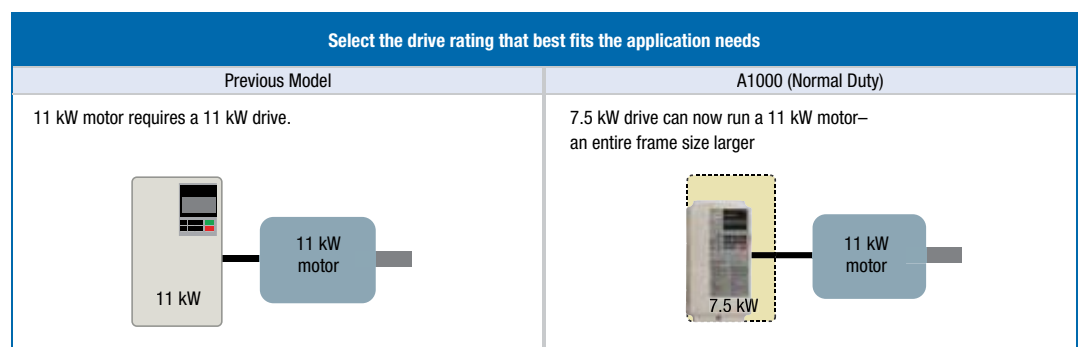 Select the drive rating that best fits the application needs
Previous Model
A1000 (Normal Duty)
11 kW motor requires a 11 kW drive.
7.5 kW drive can now run a 11 kW motor–
an entire frame size larger
11 kW
motor
11 kW
11 kW
motor
7.5 kW